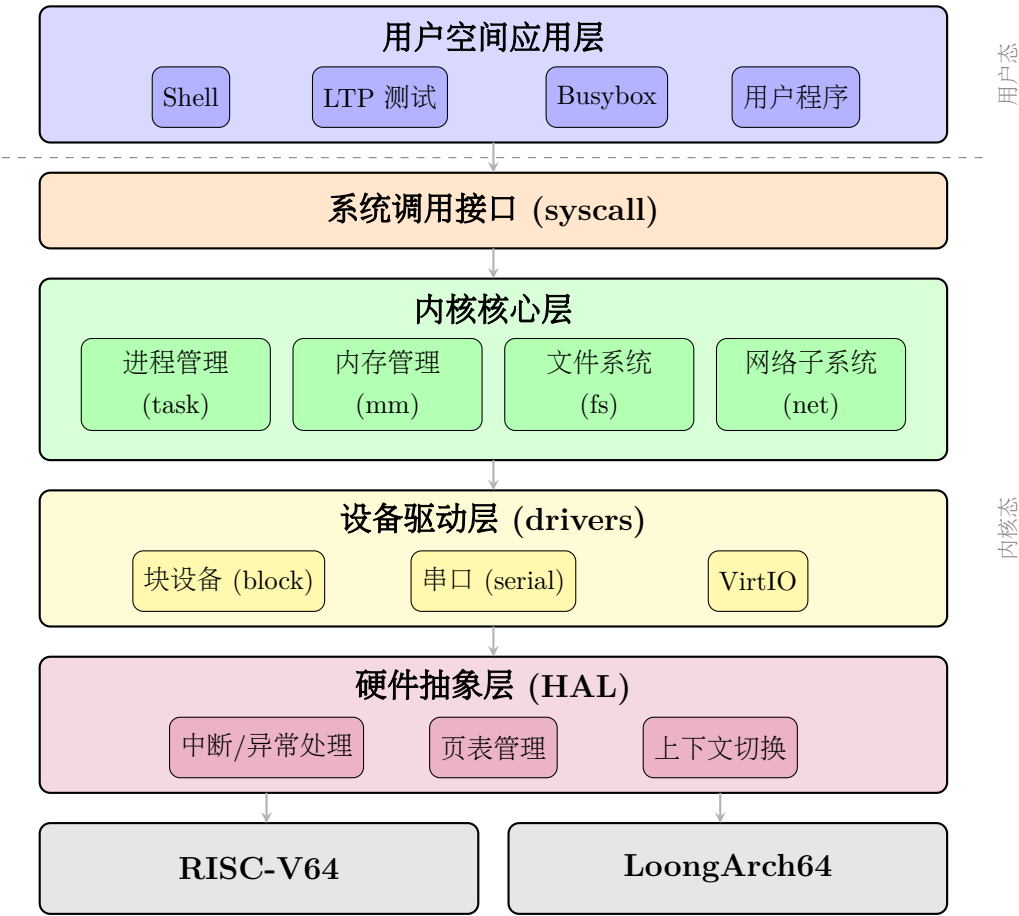 用户空间应用层
Shell
LTP 测试
Busybox
用户程序
用户态
系统调用接口 (syscall)
内核核心层
进程管理
(task)
内存管理
(mm)
文件系统
(fs)
网络子系统
(net)
设备驱动层 (drivers)
块设备 (block)
串口 (serial)
VirtIO
内核态
硬件抽象层 (HAL)
中断/异常处理
页表管理
上下文切换
RISC-V64
LoongArch64